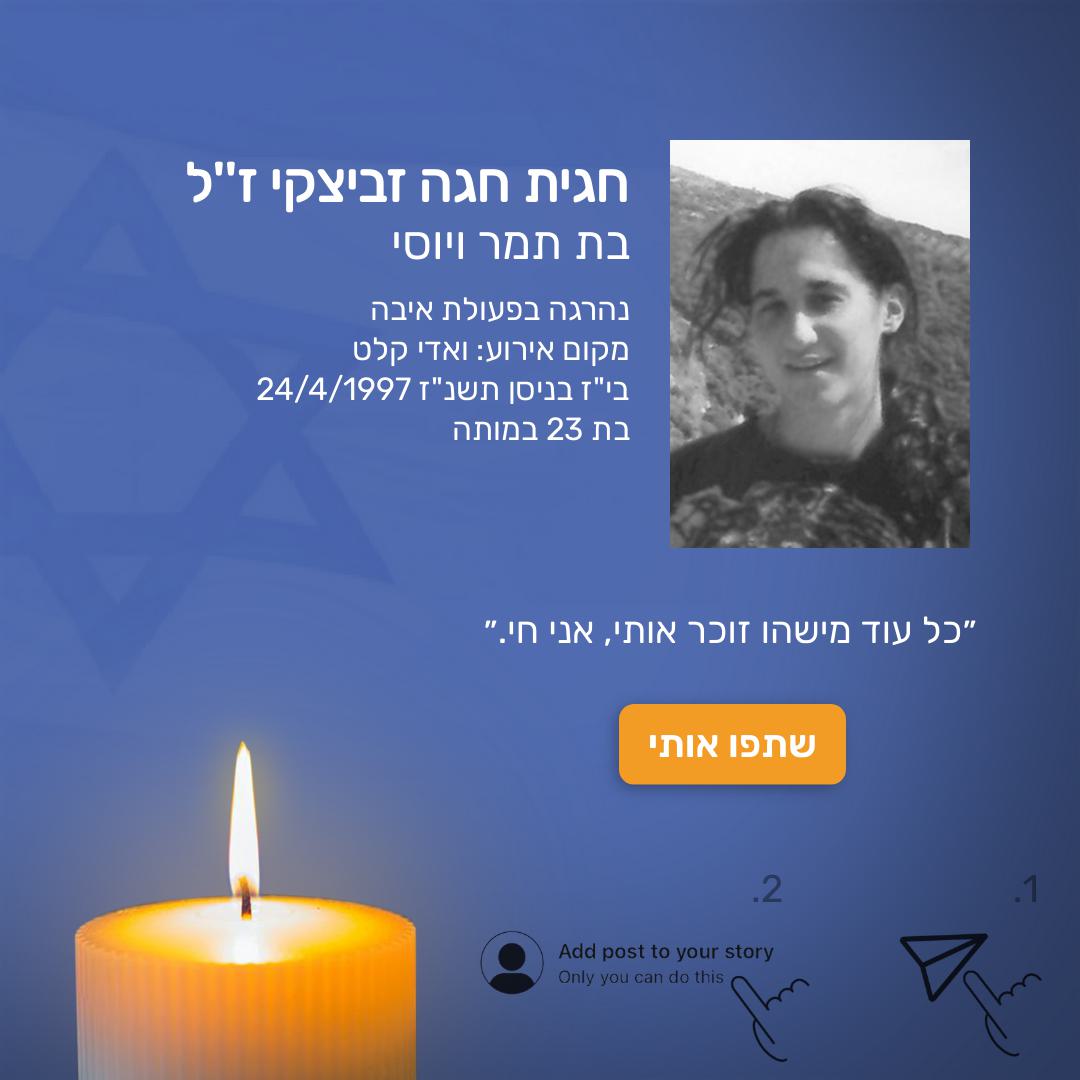 חגית חגה זביצקי ז"ל
בת תמר ויוסי
נהרגה בפעולת איבה
מקום אירוע: ואדי קלט
בי"ז בניסן תשנ"ז 24/4/1997
בת 23 במותה
״כל עוד מישהו זוכר אותי, אני חי.״
שתפו אותי
.1
.2
Add post to your story
Only you can do this